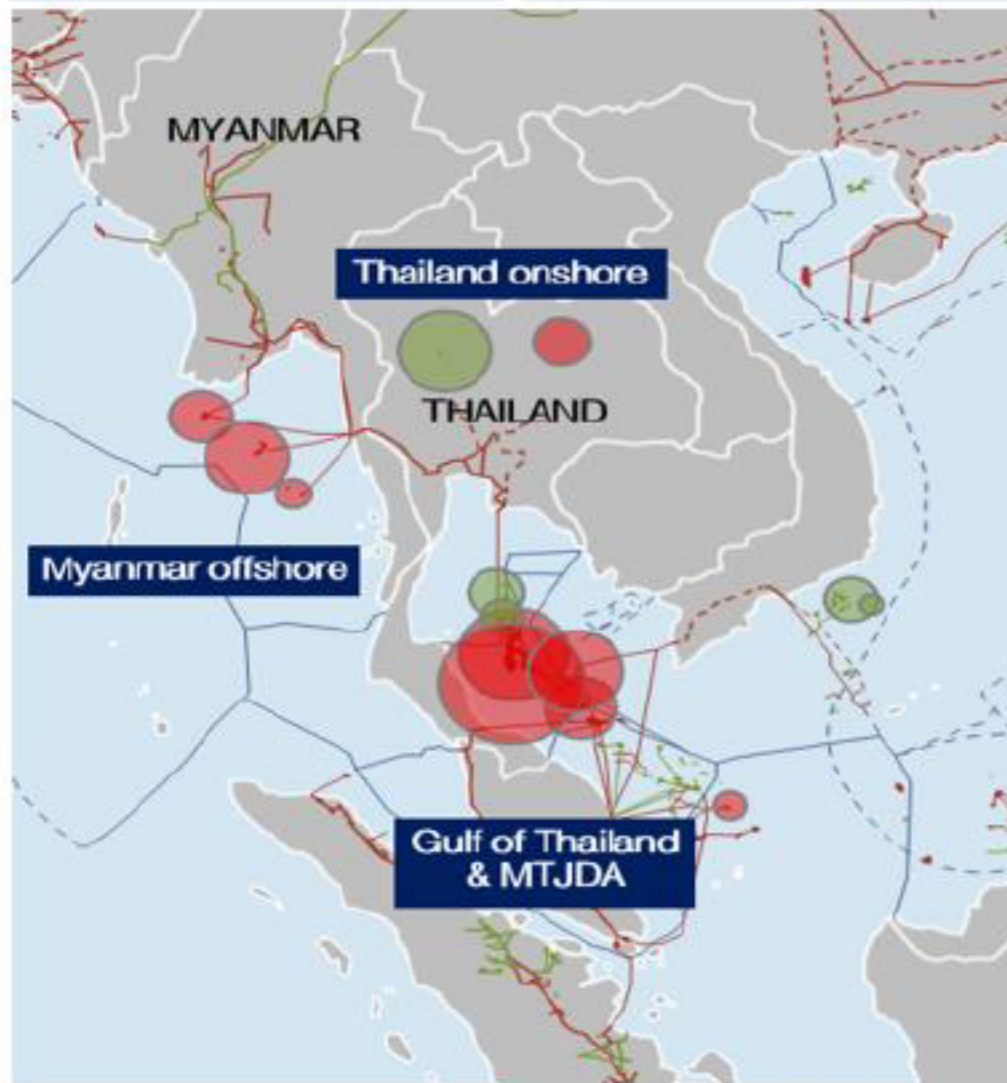 MYANMAR
Thailand onshore
THAILAND
Myanmar offshore
Gulf of Thailand
& MTJDA